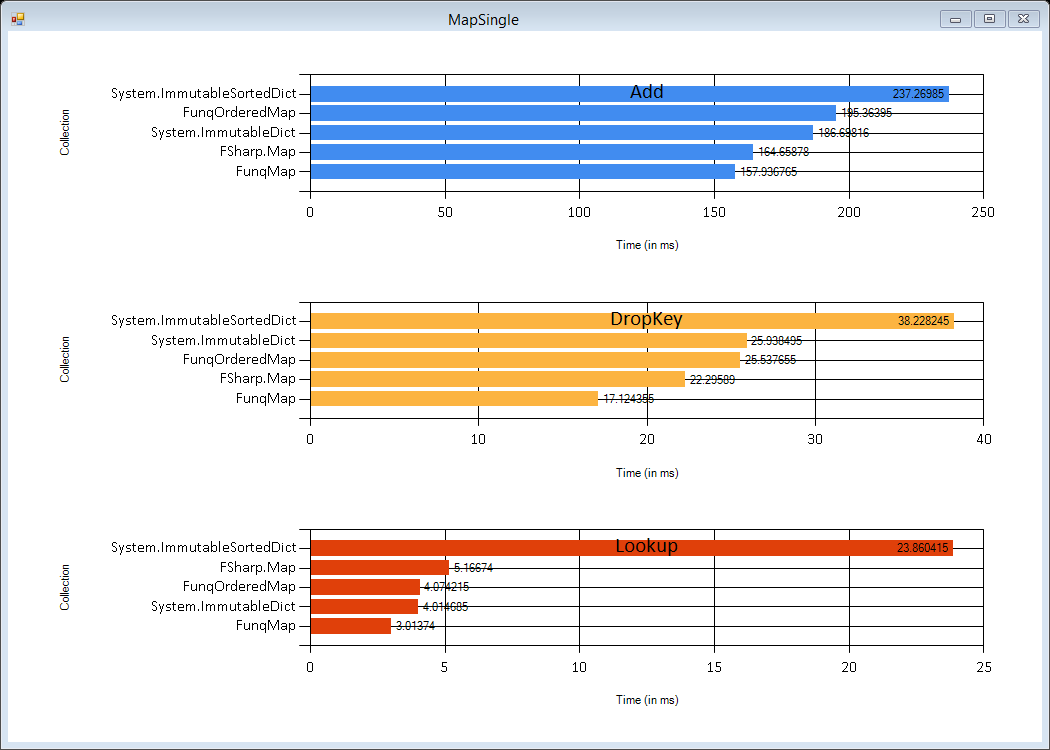 MapSingle
Add
Collection
System.ImmutableSortedDict 237.26985
FunqOrderedMap 195.36395
System.ImmutableDict 186.69816
FSharp.Map 164.65878
FunqMap 157.936765
0 50 100 150 200 250
Time (in ms)
DropKey
Collection
System.ImmutableSortedDict 38.228245
System.ImmutableDict 25.938495
FunqOrderedMap 25.537655
FSharp.Map 22.29589
FunqMap 17.124355
0 10 20 30 40
Time (in ms)
Lookup
Collection
System.ImmutableSortedDict 23.860415
FSharp.Map 5.16674
FunqOrderedMap 4.074215
System.ImmutableDict 4.014685
FunqMap 3.01374
0 5 10 15 20 25
Time (in ms)